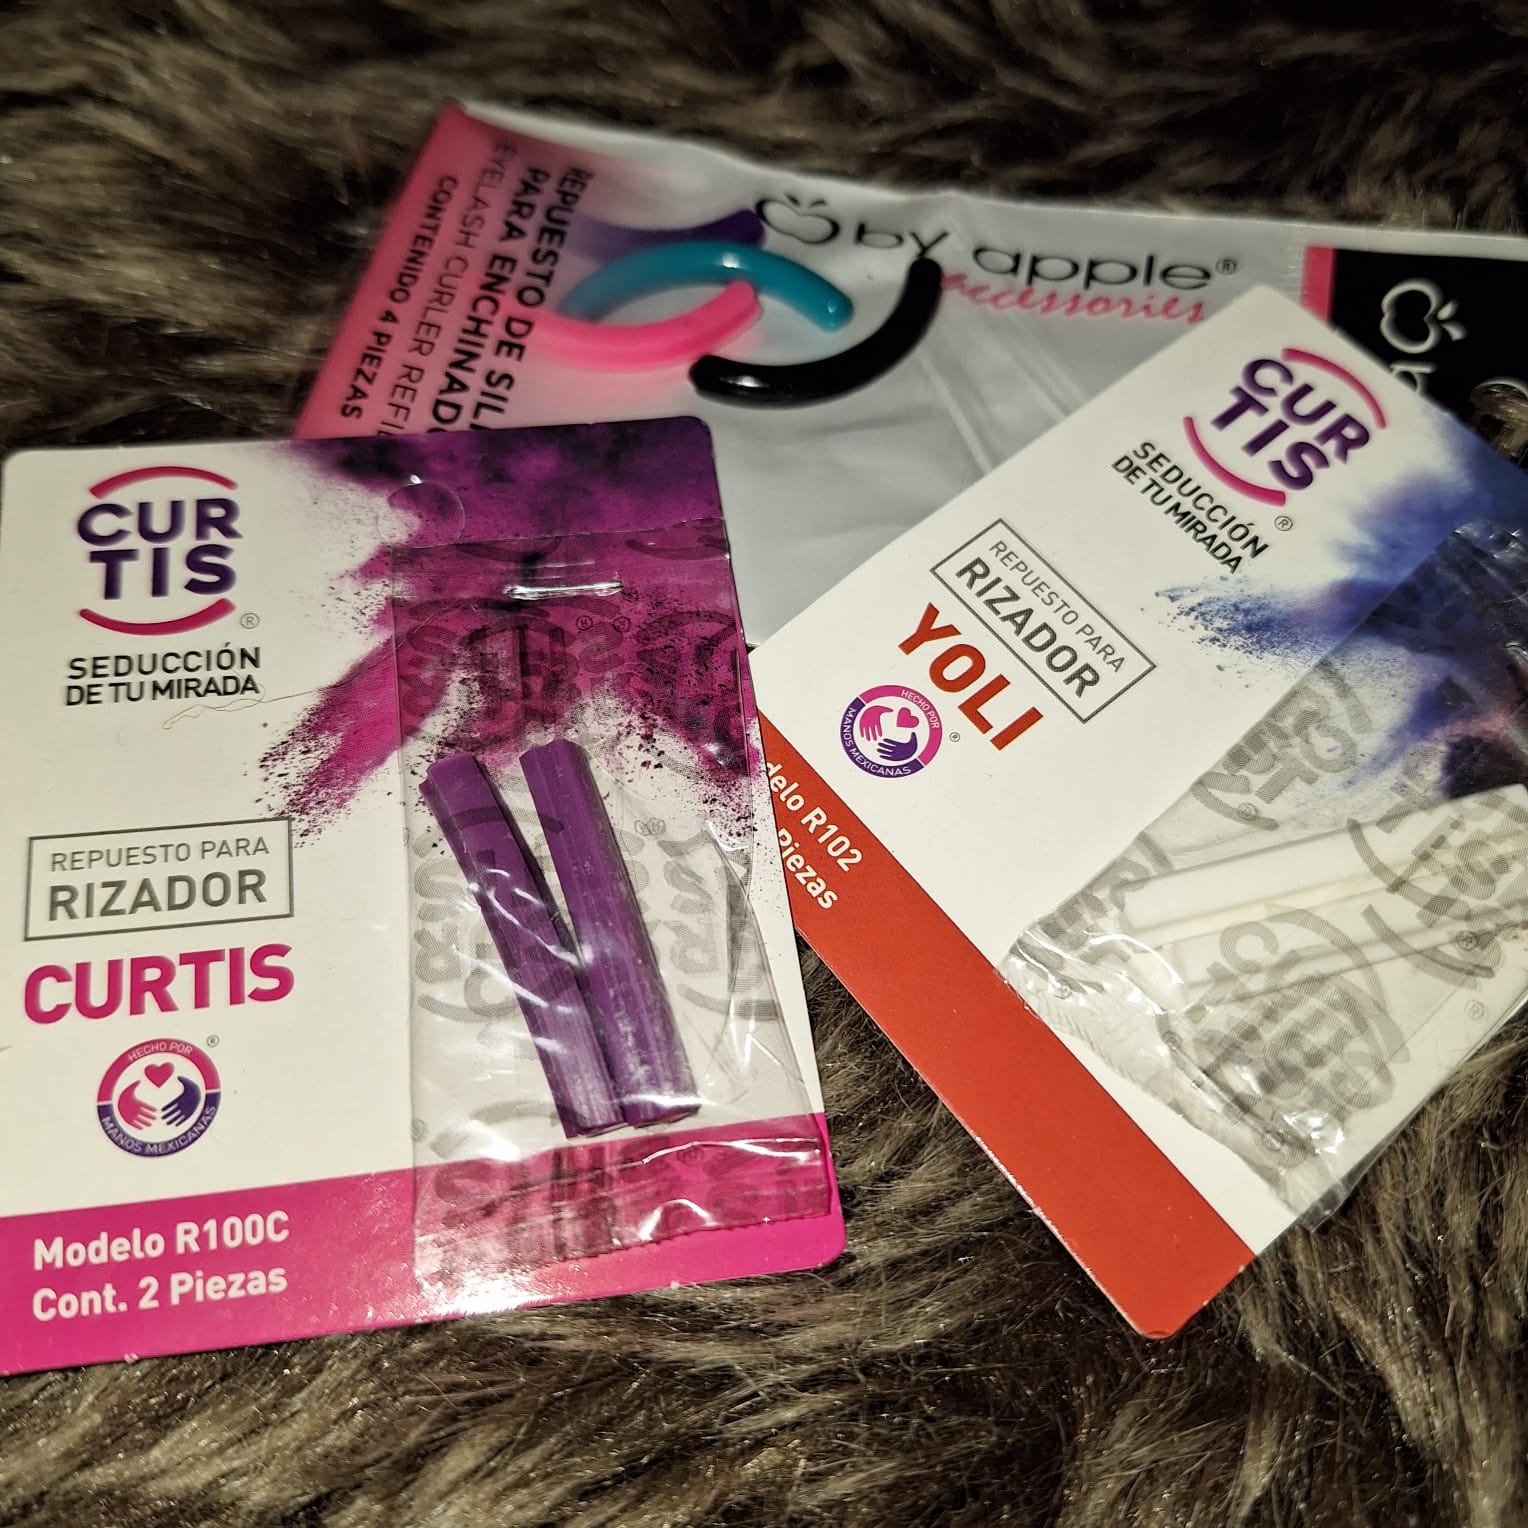 REPUESTO DE SIL
PARA ENCHINAD
EYELASH CURLER REFIL
CONTENIDO 4 PIEZAS
by apple®
accessories
CUR
TIS®
SEDUCCIÓN
DE TU MIRADA
REPUESTO PARA
RIZADOR
CURTIS
HECHO POR
MANOS MEXICANAS
®
Modelo R100C
Cont. 2 Piezas
CUR
TIS®
SEDUCCIÓN
DE TU MIRADA
REPUESTO PARA
RIZADOR
YOLI
HECHO POR
MANOS MEXICANAS
®
delo R102
Piezas